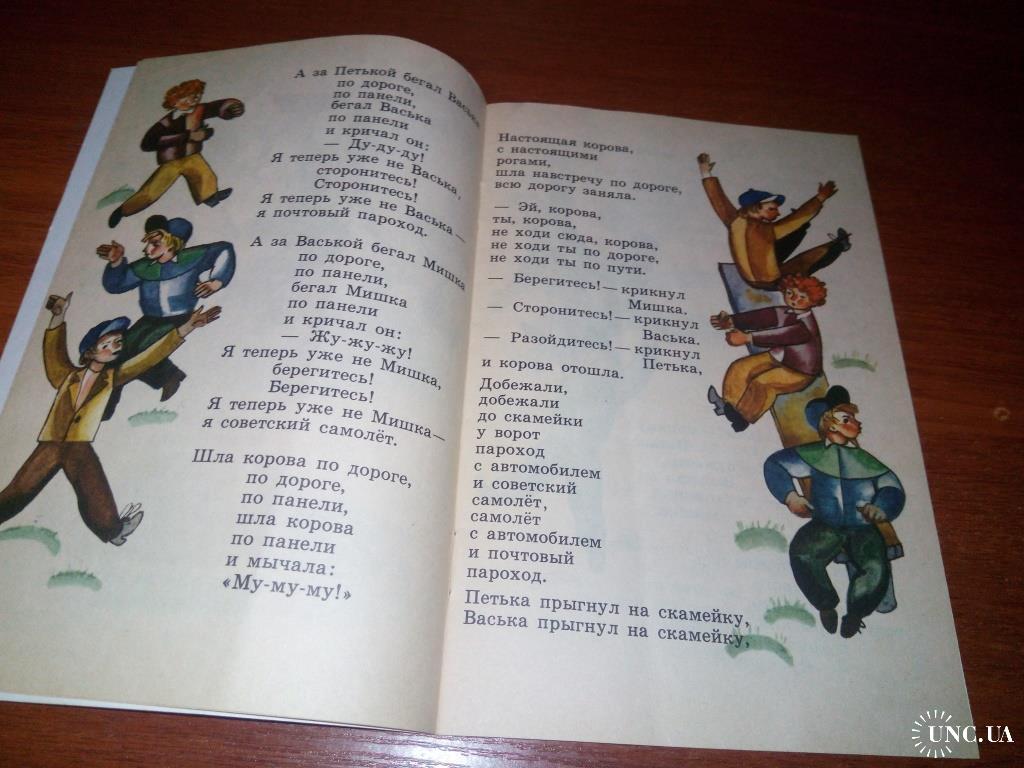 А за Петькой бегал Васька
по дороге,
по панели,
бегал Васька
по панели
и кричал он:
— Ду-ду-ду!
Я теперь уже не Васька,
сторонитесь!
Сторонитесь!
Я теперь уже не Васька—
я почтовый пароход.
А за Васькой бегал Мишка
по дороге,
по панели,
бегал Мишка
по панели
и кричал он:
— Жу-жу-жу!
Я теперь уже не Мишка,
берегитесь!
Берегитесь!
Я теперь уже не Мишка—
я советский самолёт.
Шла корова по дороге,
по дороге,
по панели,
шла корова
по панели
и мычала:
«Му-му-му!»
Настоящая корова,
с настоящими
рогами,
шла навстречу по дороге,
всю дорогу заняла.
— Эй, корова,
ты, корова,
не ходи сюда, корова,
не ходи ты по дороге,
не ходи ты по пути.
— Берегитесь!— крикнул
Мишка.
— Сторонитесь!— крикнул
Васька.
— Разойдитесь!— крикнул
Петька,
и корова отошла.
Добежали,
добежали
до скамейки
у ворот
пароход
с автомобилем
и советский
самолёт,
самолёт
с автомобилем
и почтовый
пароход.
Петька прыгнул на скамейку,
Васька прыгнул на скамейку,
UNC.UA